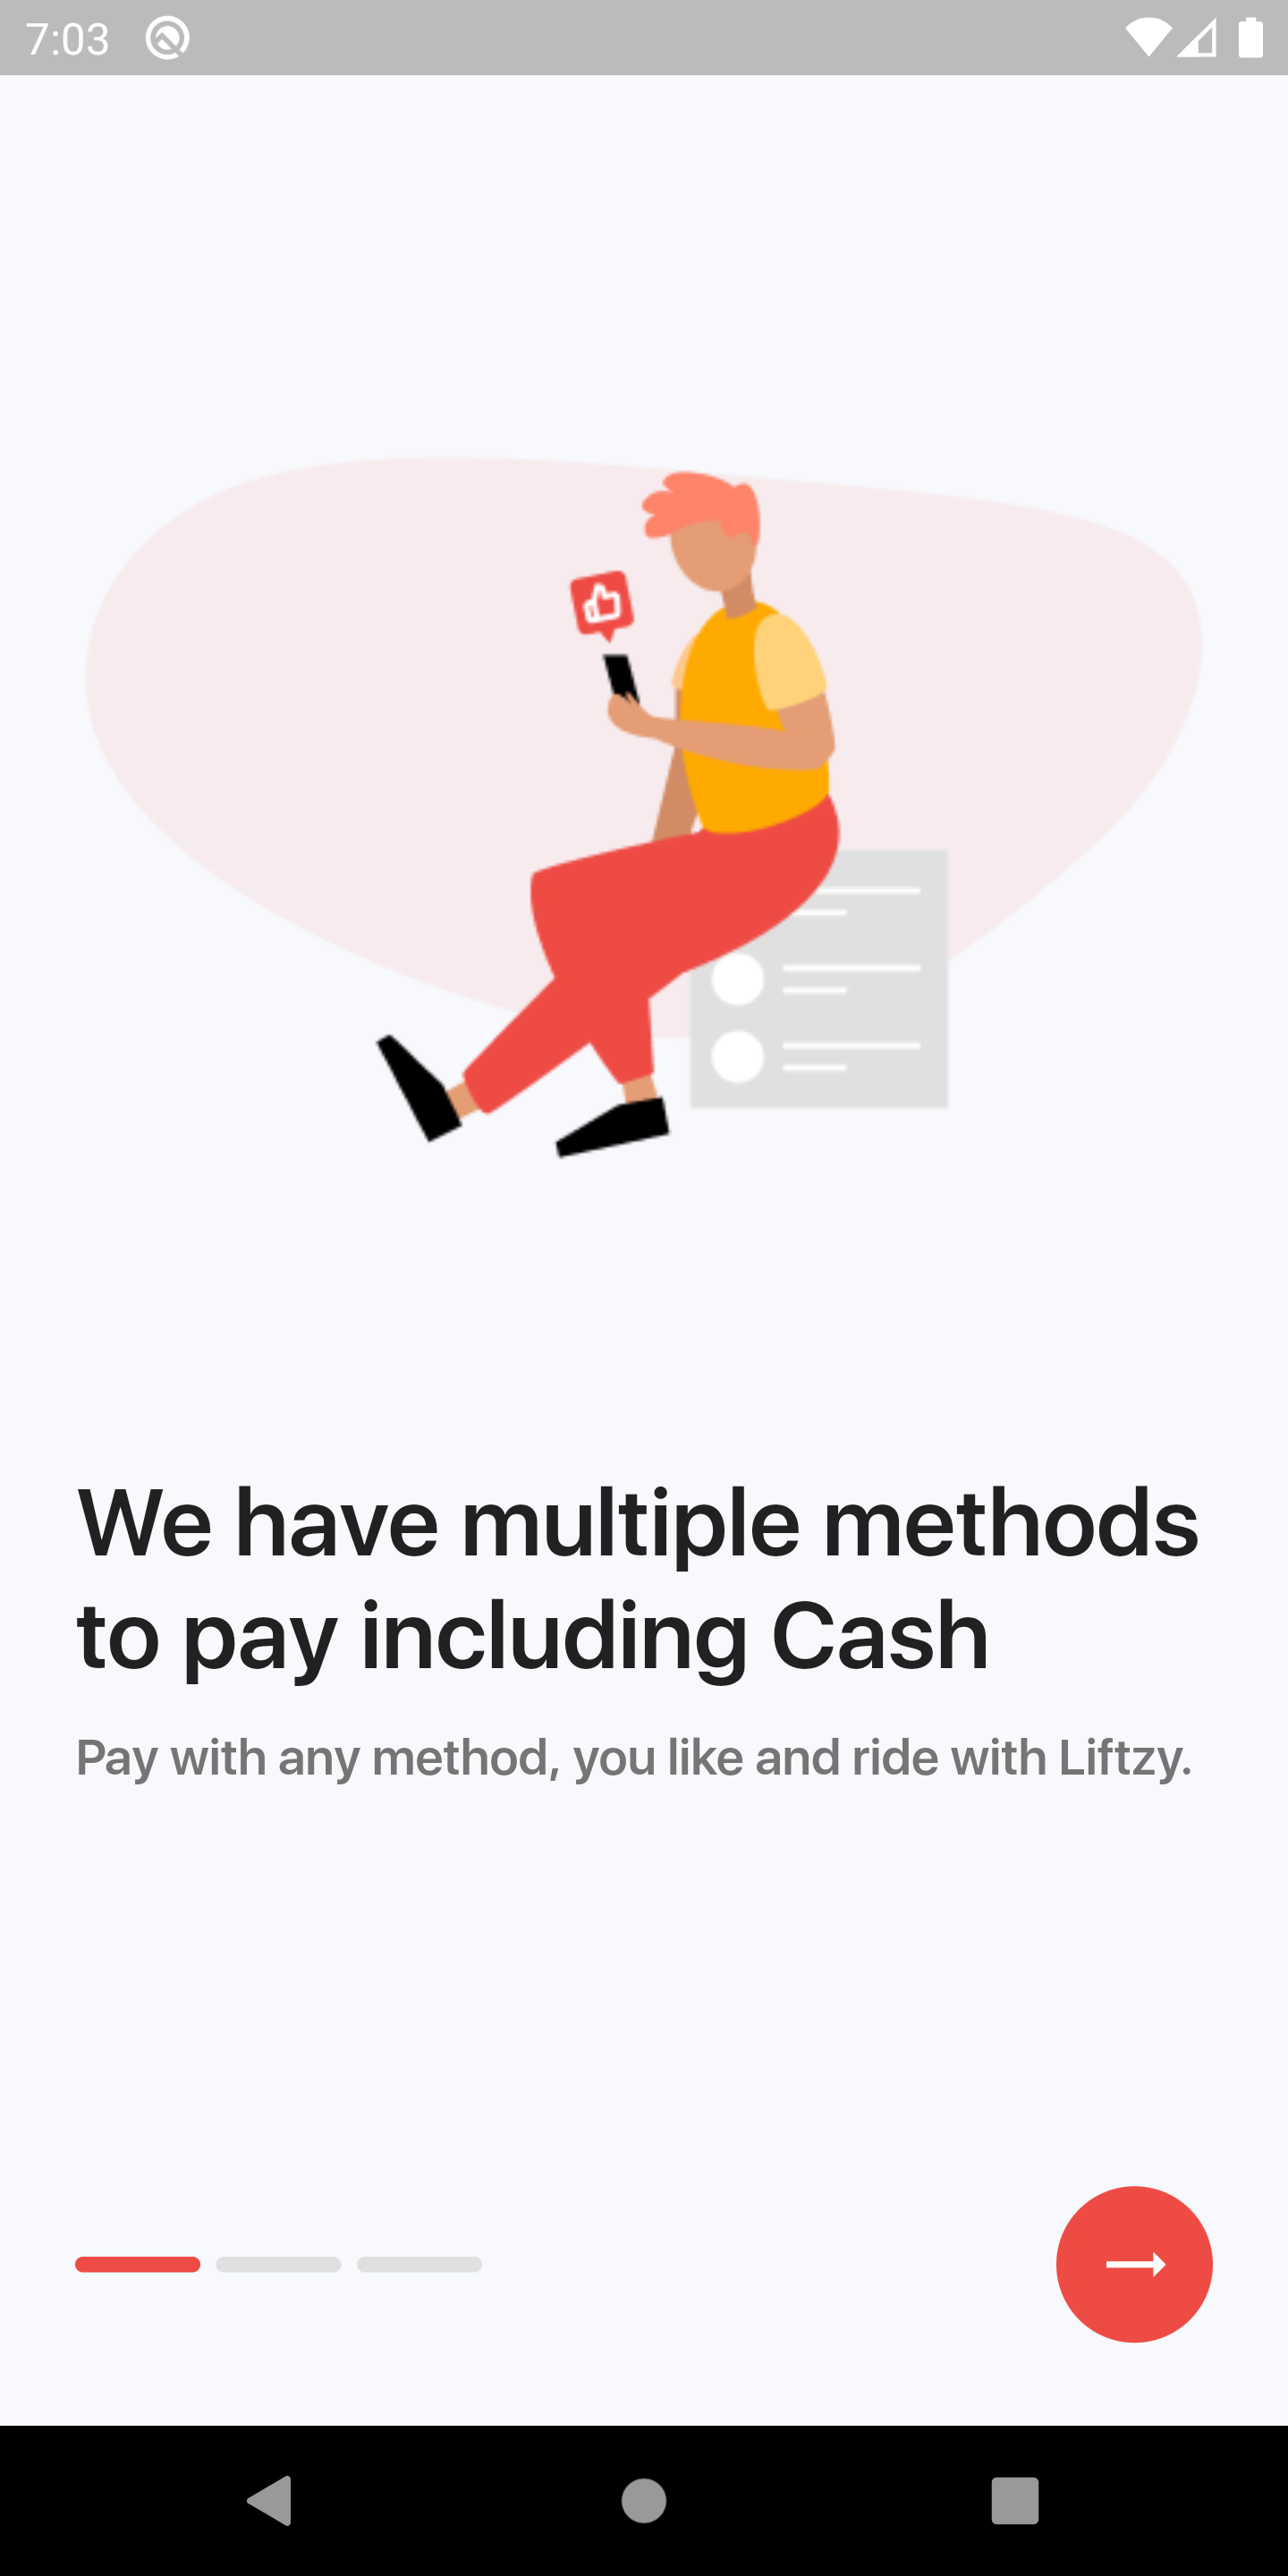 7:03
We have multiple methods
to pay including Cash
Pay with any method, you like and ride with Liftzy.